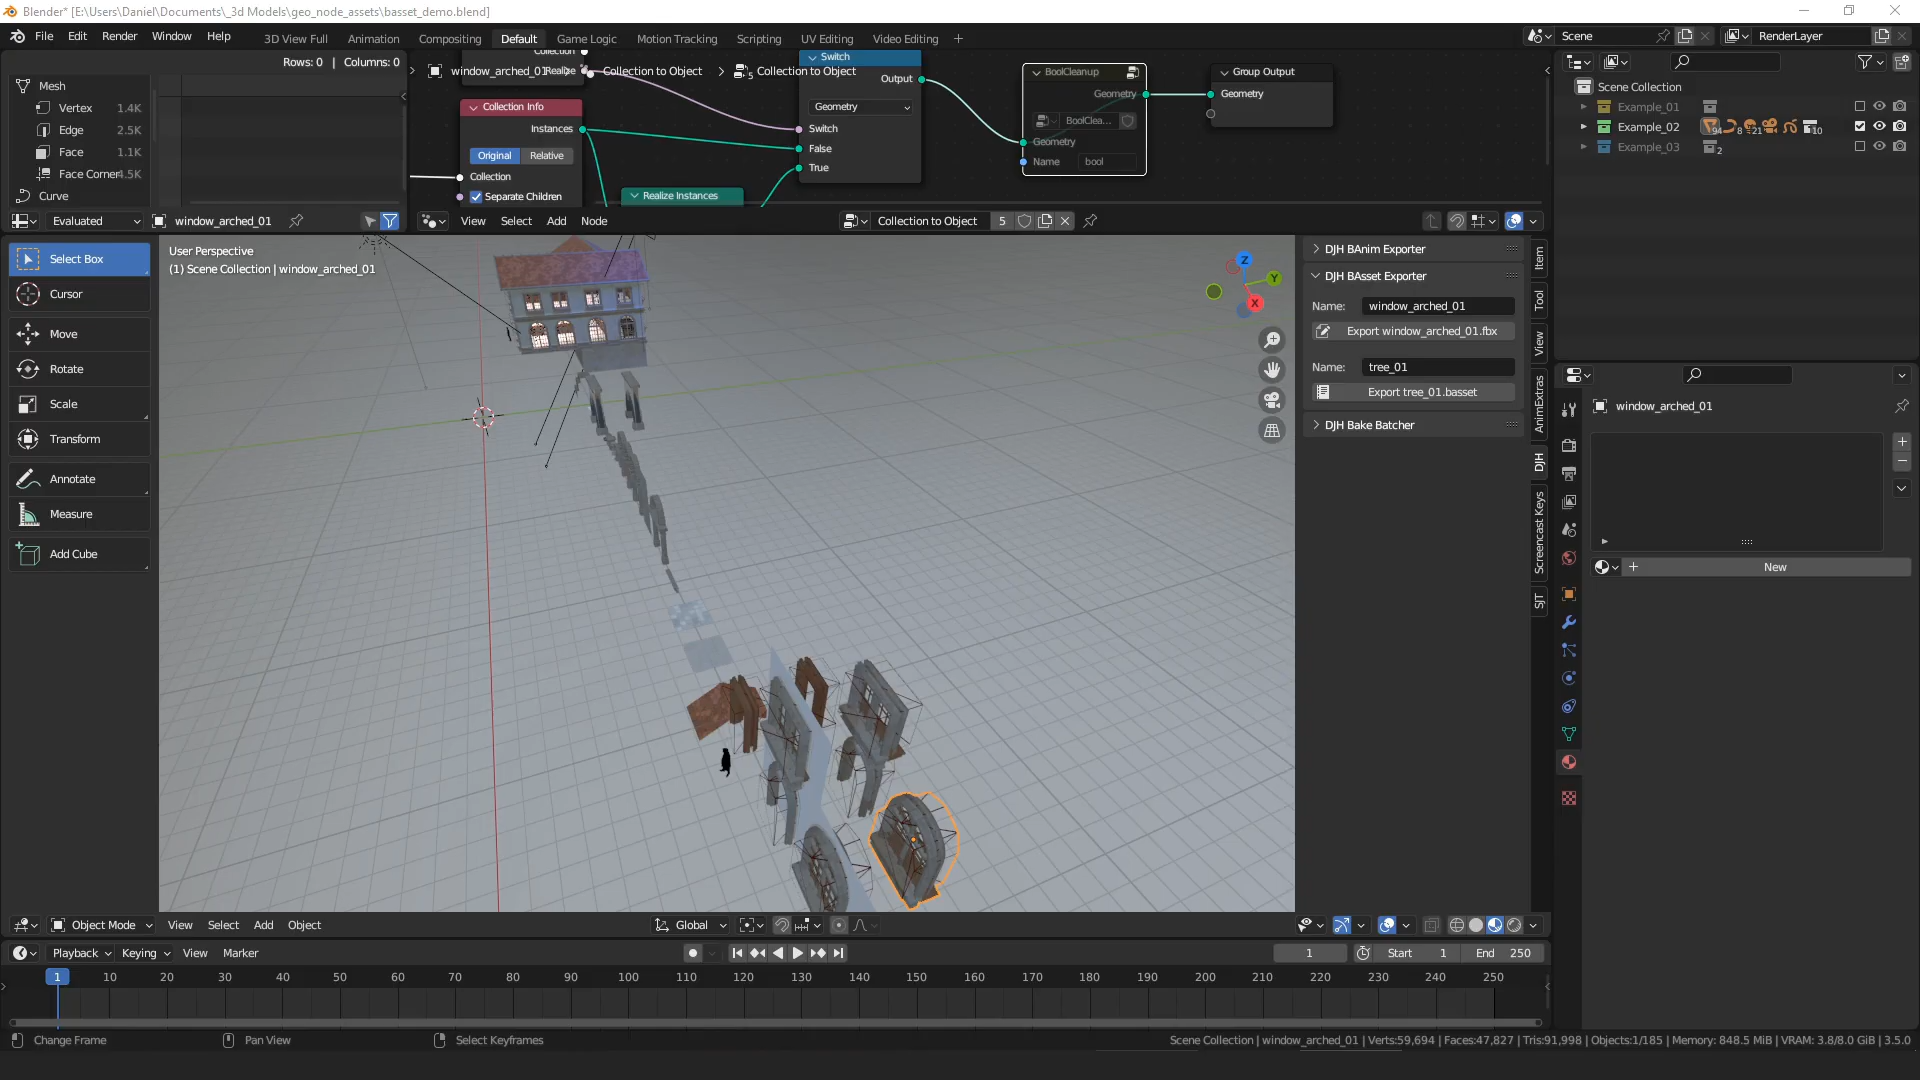 Blender* [E:\Users\Daniel\Documents\_3d Models\geo_node_assets\basset_demo.blend]
File Edit Render Window Help
3D View Full Animation Compositing Default Game Logic Motion Tracking Scripting UV Editing Video Editing
Scene
RenderLayer
Rows: 0 | Columns: 0
Mesh
Vertex 1.4K
Edge 2.5K
Face 1.1K
Face Corner 4.5K
Curve
Evaluated
window_arched_01
window_arched_01
Collection to Object
Collection to Object
Collection
Realize
Collection Info
Instances
Original Relative
Collection
Separate Children
Realize Instances
Switch
Output
Geometry
Switch
False
True
BoolCleanup
Geometry
BoolClea...
Geometry
Name bool
Group Output
Geometry
View Select Add Node
Collection to Object 5
Scene Collection
Example_01
Example_02 94 8 21 10
Example_03 2
Select Box
Cursor
Move
Rotate
Scale
Transform
Annotate
Measure
Add Cube
User Perspective
(1) Scene Collection | window_arched_01
Z
Y
X
DJH BAnim Exporter
DJH BAsset Exporter
Name: window_arched_01
Export window_arched_01.fbx
Name: tree_01
Export tree_01.basset
DJH Bake Batcher
Item
Tool
View
AnimExtras
DJH
Screencast Keys
SJT
window_arched_01
New
Object Mode View Select Add Object
Global
Playback Keying View Marker
1
Start 1
End 250
1 10 20 30 40 50 60 70 80 90 100 110 120 130 140 150 160 170 180 190 200 210 220 230 240 250
Change Frame
Pan View
Select Keyframes
Scene Collection | window_arched_01 | Verts:59,694 | Faces:47,827 | Tris:91,998 | Objects:1/185 | Memory: 848.5 MiB | VRAM: 3.8/8.0 GiB | 3.5.0